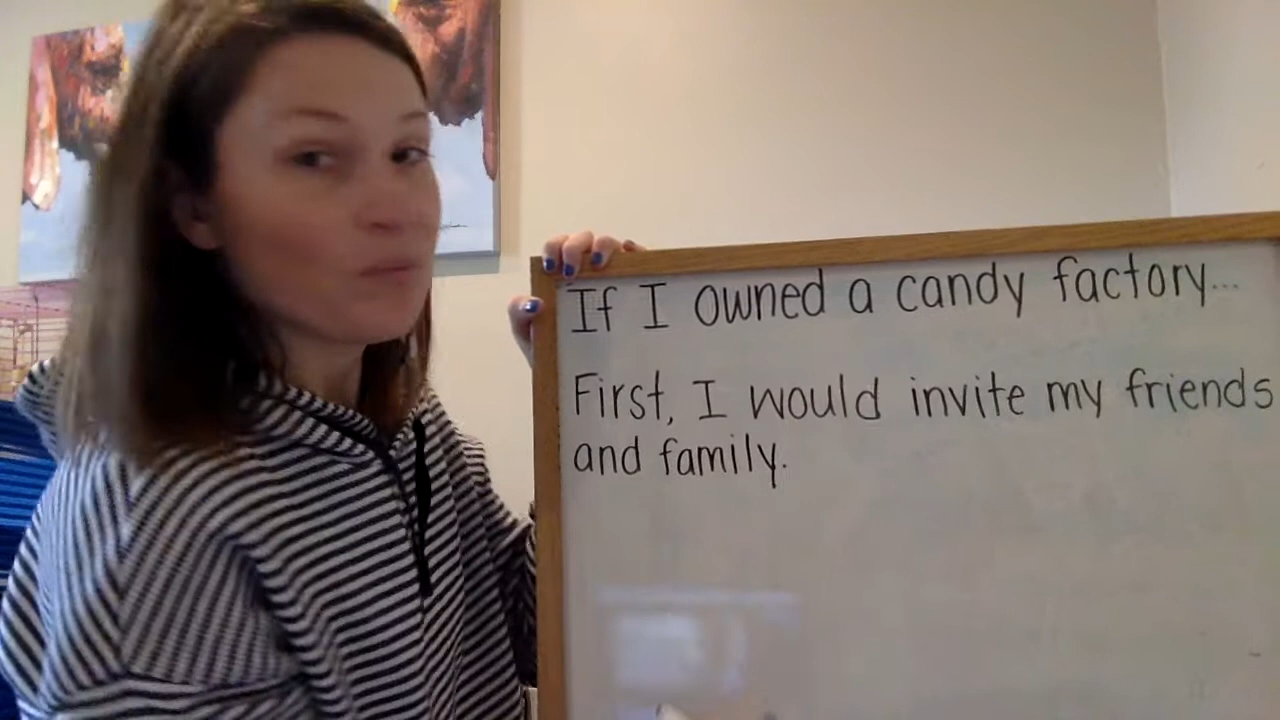 If I owned a candy factory...
First, I would invite my friends
and family.